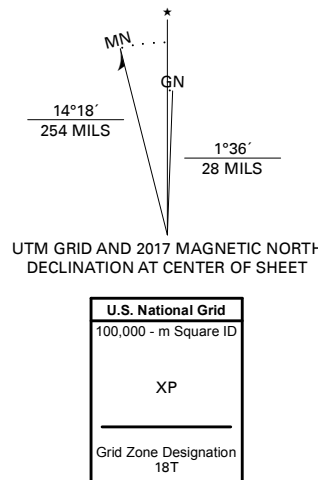 ★
MN
GN
14°18´
254 MILS
1°36´
28 MILS
UTM GRID AND 2017 MAGNETIC NORTH
DECLINATION AT CENTER OF SHEET
U.S. National Grid
100,000 - m Square ID
XP
Grid Zone Designation
18T